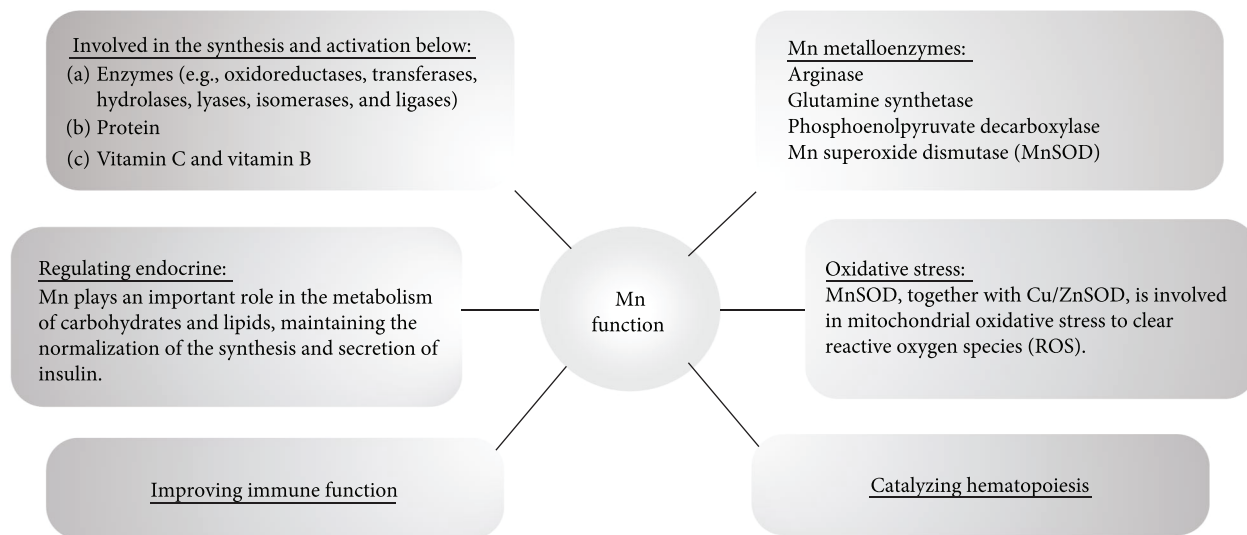 Involved in the synthesis and activation below:
(a) Enzymes (e.g., oxidoreductases, transferases,
hydrolases, lyases, isomerases, and ligases)
(b) Protein
(c) Vitamin C and vitamin B
Mn metalloenzymes:
Arginase
Glutamine synthetase
Phosphoenolpyruvate decarboxylase
Mn superoxide dismutase (MnSOD)
Regulating endocrine:
Mn plays an important role in the metabolism
of carbohydrates and lipids, maintaining the
normalization of the synthesis and secretion of
insulin.
Mn
function
Oxidative stress:
MnSOD, together with Cu/ZnSOD, is involved
in mitochondrial oxidative stress to clear
reactive oxygen species (ROS).
Improving immune function
Catalyzing hematopoiesis